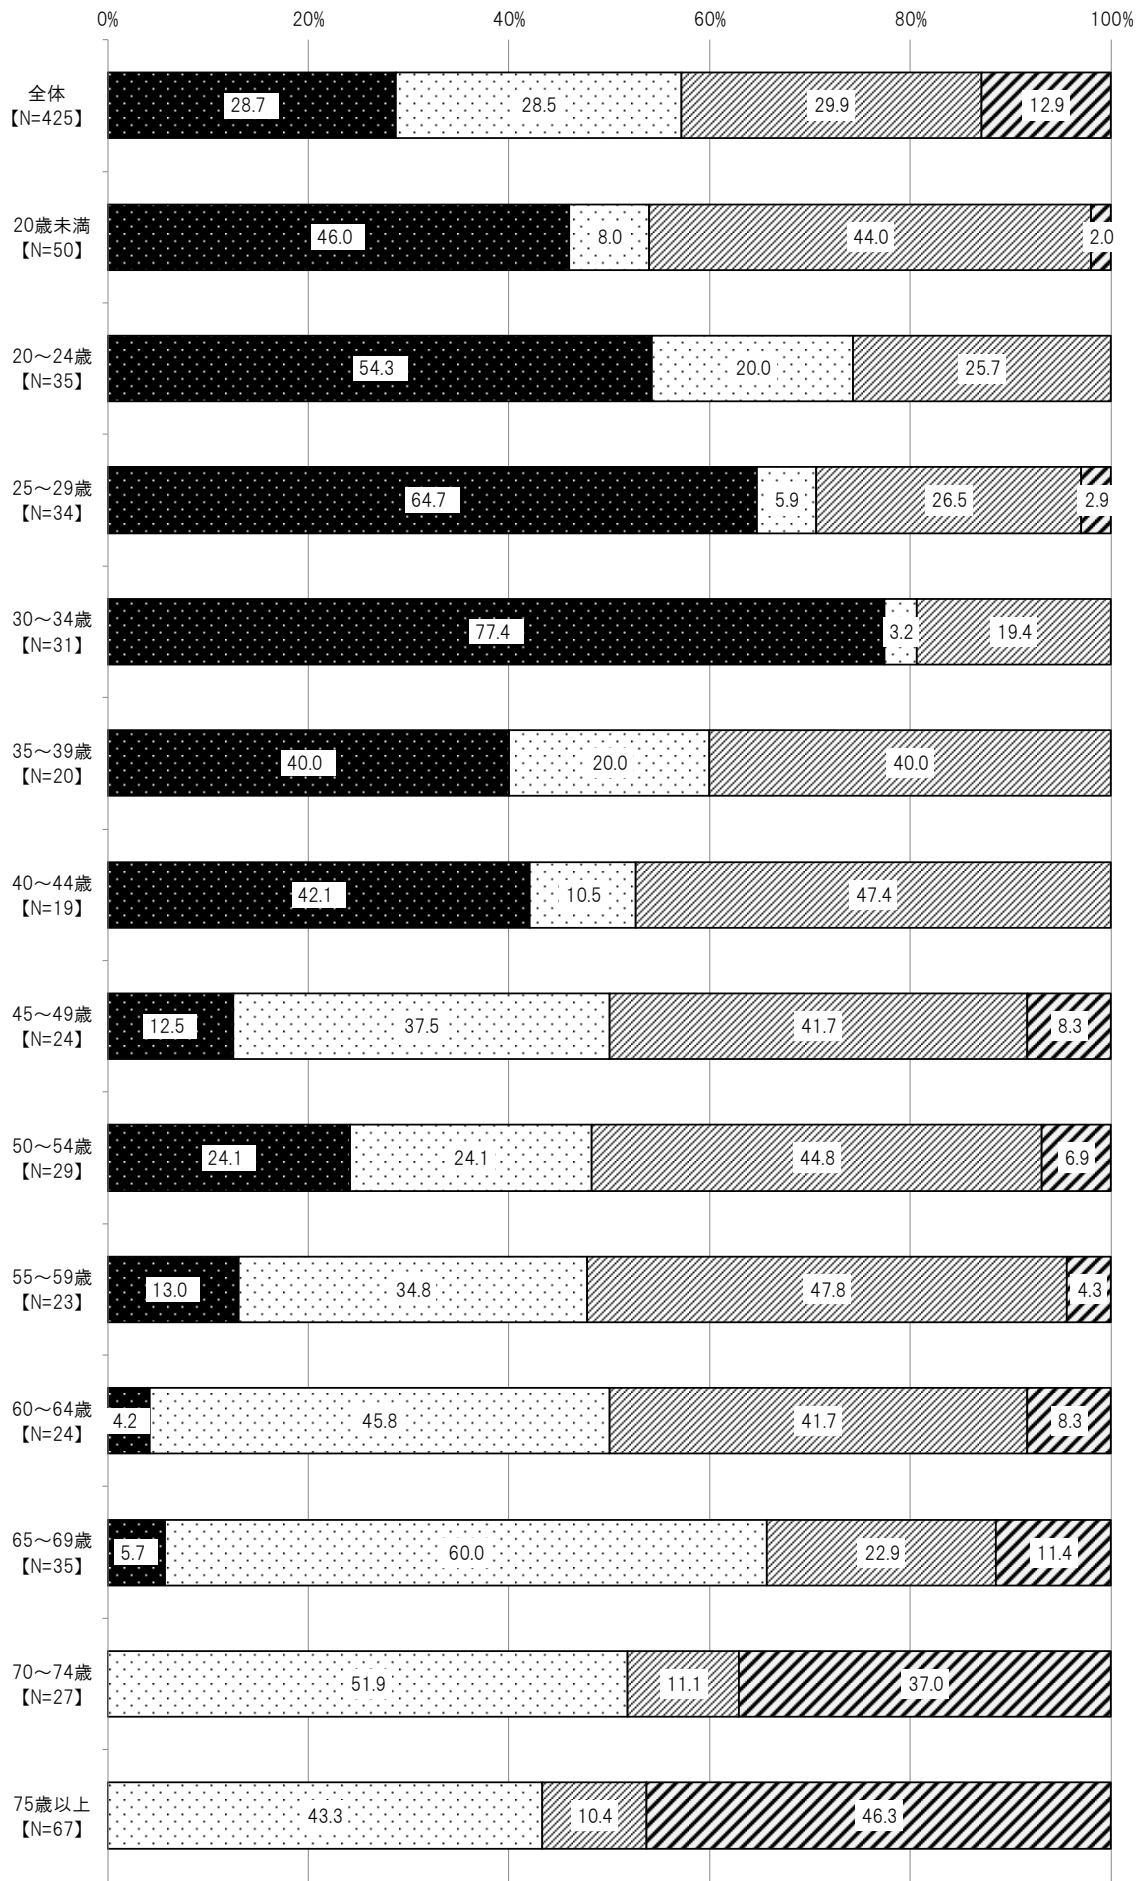 0% 20% 40% 60% 80% 100%
全体
【N=425】
28.7 28.5 29.9 12.9
20歳未満
【N=50】
46.0 8.0 44.0 2.0
20～24歳
【N=35】
54.3 20.0 25.7
25～29歳
【N=34】
64.7 5.9 26.5 2.9
30～34歳
【N=31】
77.4 3.2 19.4
35～39歳
【N=20】
40.0 20.0 40.0
40～44歳
【N=19】
42.1 10.5 47.4
45～49歳
【N=24】
12.5 37.5 41.7 8.3
50～54歳
【N=29】
24.1 24.1 44.8 6.9
55～59歳
【N=23】
13.0 34.8 47.8 4.3
60～64歳
【N=24】
4.2 45.8 41.7 8.3
65～69歳
【N=35】
5.7 60.0 22.9 11.4
70～74歳
【N=27】
51.9 11.1 37.0
75歳以上
【N=67】
43.3 10.4 46.3